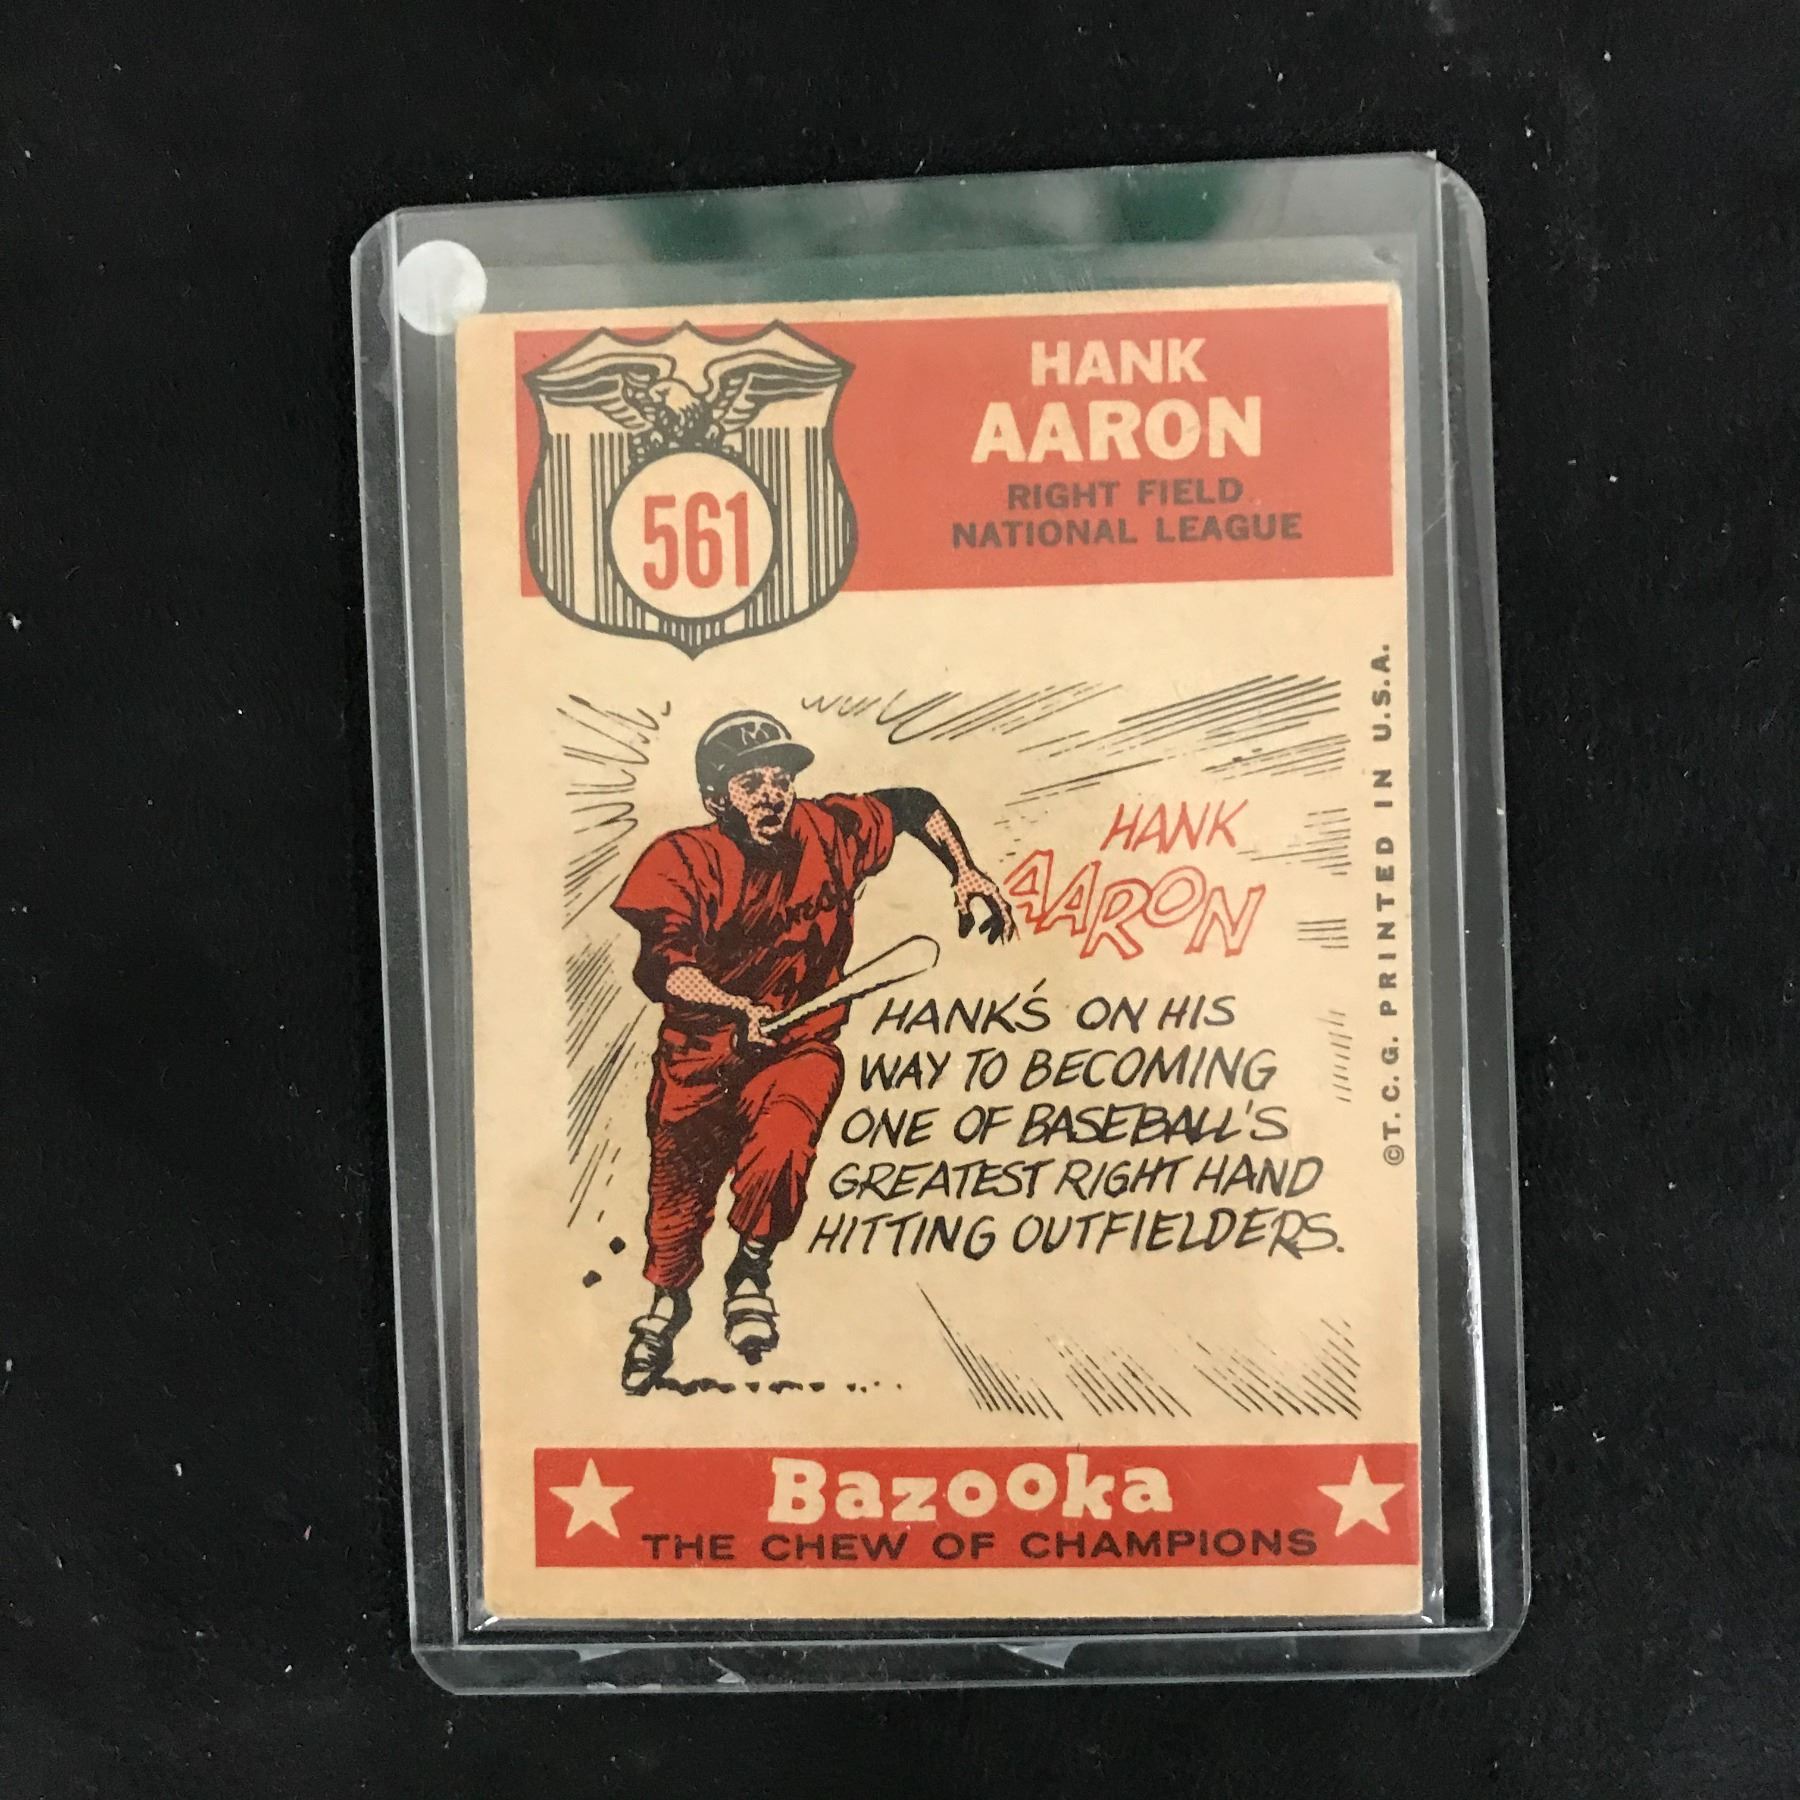 561
HANK
AARON
RIGHT FIELD
NATIONAL LEAGUE
M
HANK
AARON
HANK'S ON HIS
WAY TO BECOMING
ONE OF BASEBALL'S
GREATEST RIGHT HAND
HITTING OUTFIELDERS.
©T. C. G. PRINTED IN U.S.A.
Bazooka
THE CHEW OF CHAMPIONS